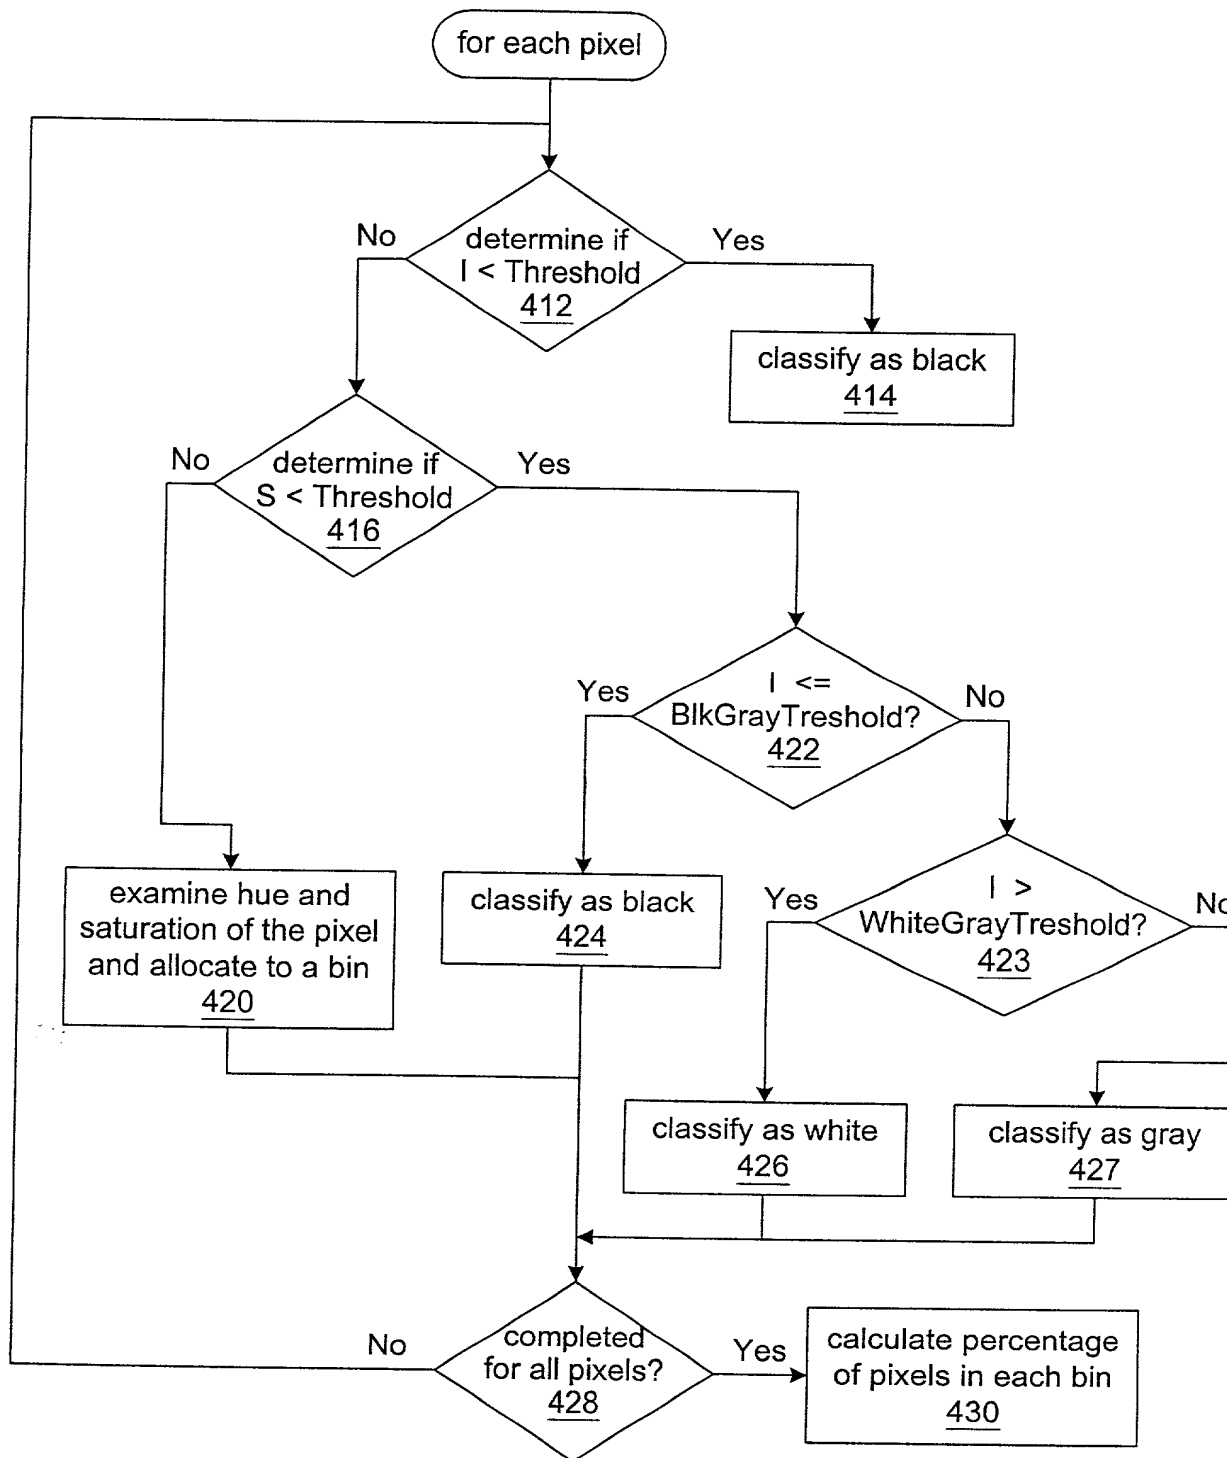 for each pixel
No
determine if
I < Threshold
412
Yes
classify as black
414
No
determine if
S < Threshold
416
Yes
Yes
I <=
BlkGrayTreshold?
422
No
examine hue and
saturation of the pixel
and allocate to a bin
420
classify as black
424
Yes
I >
WhiteGrayTreshold?
423
No
classify as white
426
classify as gray
427
No
completed
for all pixels?
428
Yes
calculate percentage
of pixels in each bin
430